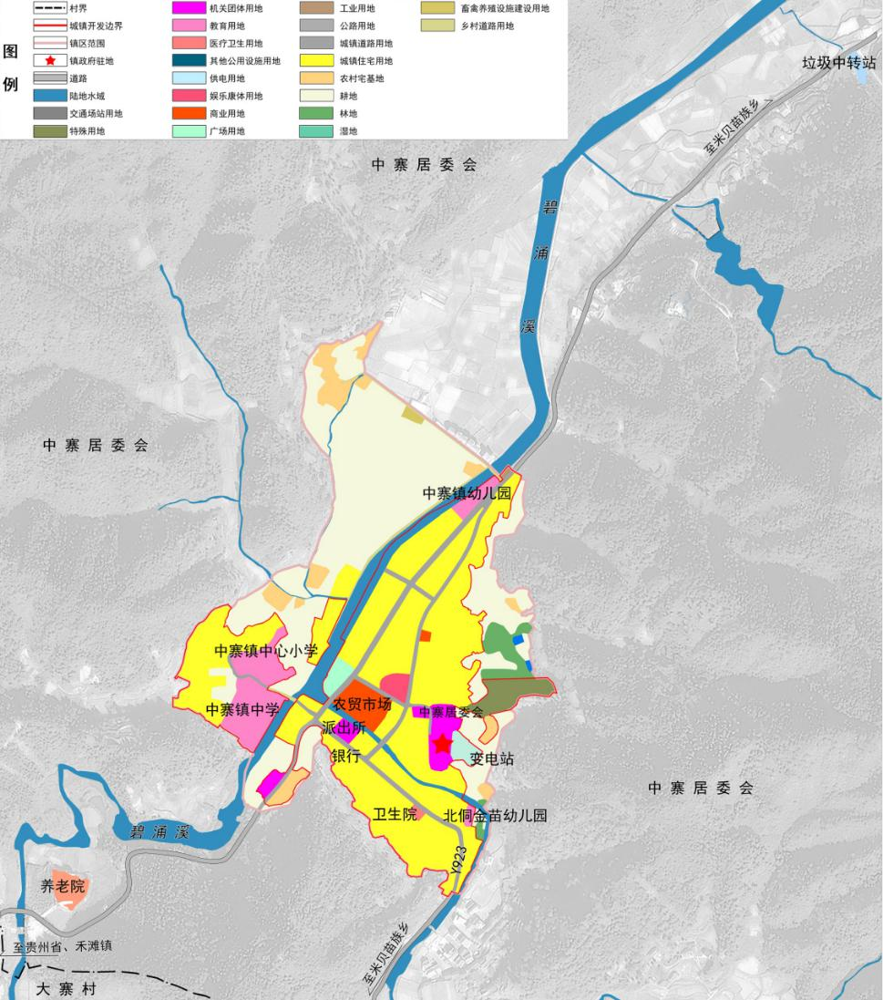 图例
村界
城镇开发边界
镇区范围
镇政府驻地
道路
陆地水域
交通场站用地
特殊用地
机关团体用地
教育用地
医疗卫生用地
其他公用设施用地
供电用地
娱乐康体用地
商业用地
广场用地
工业用地
公路用地
城镇道路用地
城镇住宅用地
农村宅基地
耕地
林地
湿地
畜禽养殖设施建设用地
乡村道路用地
垃圾中转站
至米贝苗族乡
中寨居委会
碧涌溪
中寨居委会
中寨镇幼儿园
中寨镇中心小学
中寨镇中学
农贸市场
中寨居委会
派出所
银行
变电站
中寨居委会
卫生院
北侗金苗幼儿园
碧涌溪
Y923
养老院
至贵州省、禾滩镇
至米贝苗族乡
大寨村